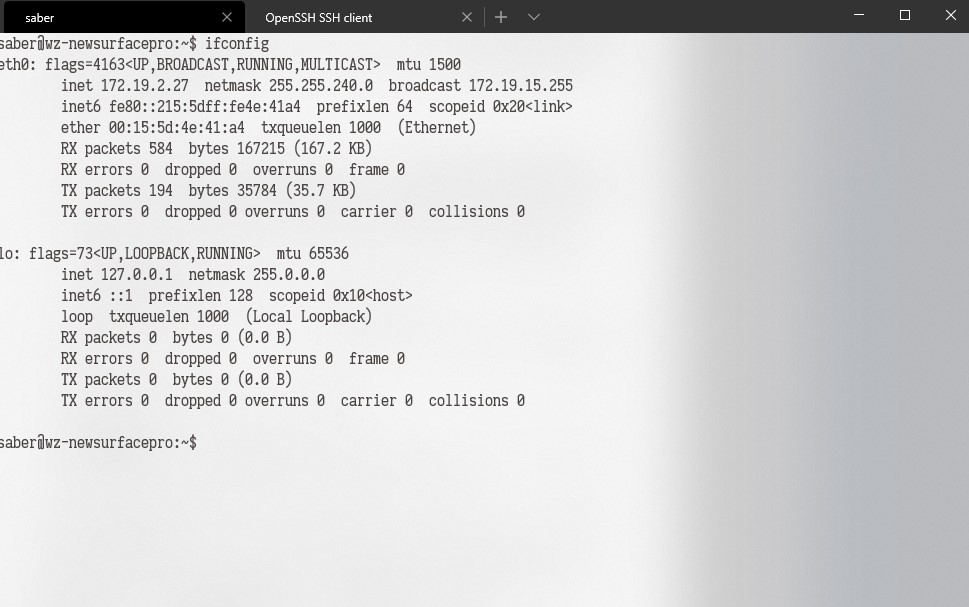 saber
OpenSSH SSH client
saber@wz-newsurfacepro:~$ ifconfig
eth0: flags=4163<UP,BROADCAST,RUNNING,MULTICAST>  mtu 1500
        inet 172.19.2.27  netmask 255.255.240.0  broadcast 172.19.15.255
        inet6 fe80::215:5dff:fe4e:41a4  prefixlen 64  scopeid 0x20<link>
        ether 00:15:5d:4e:41:a4  txqueuelen 1000  (Ethernet)
        RX packets 584  bytes 167215 (167.2 KB)
        RX errors 0  dropped 0  overruns 0  frame 0
        TX packets 194  bytes 35784 (35.7 KB)
        TX errors 0  dropped 0 overruns 0  carrier 0  collisions 0

lo: flags=73<UP,LOOPBACK,RUNNING>  mtu 65536
        inet 127.0.0.1  netmask 255.0.0.0
        inet6 ::1  prefixlen 128  scopeid 0x10<host>
        loop  txqueuelen 1000  (Local Loopback)
        RX packets 0  bytes 0 (0.0 B)
        RX errors 0  dropped 0  overruns 0  frame 0
        TX packets 0  bytes 0 (0.0 B)
        TX errors 0  dropped 0 overruns 0  carrier 0  collisions 0

saber@wz-newsurfacepro:~$